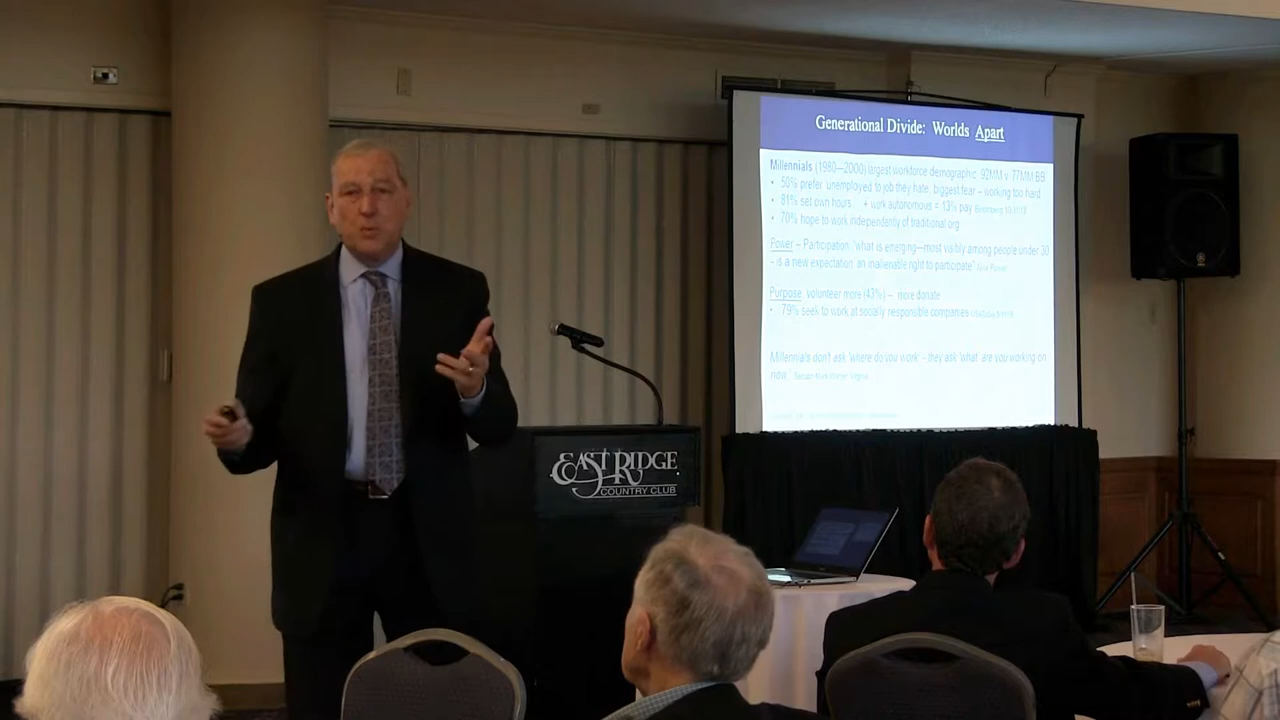 Generational Divide: Worlds Apart
Millennials (1980—2000) largest workforce demographic 92MM v 77MM BB
• 50% prefer unemployed to job they hate, biggest fear – working too hard
• 81% set own hours + work autonomous = 13% pay Bloomberg
• 70% hope to work independently of traditional org
Power – Participation "what is emerging—most visibly among people under 30
- is a new expectation: an inalienable right to participate" New Power
Purpose: volunteer more (43%) – more donate
• 79% seek to work at socially responsible companies
Millennials don't ask 'where do you work' – they ask 'what are you working on
now.'
EAST RIDGE
COUNTRY CLUB